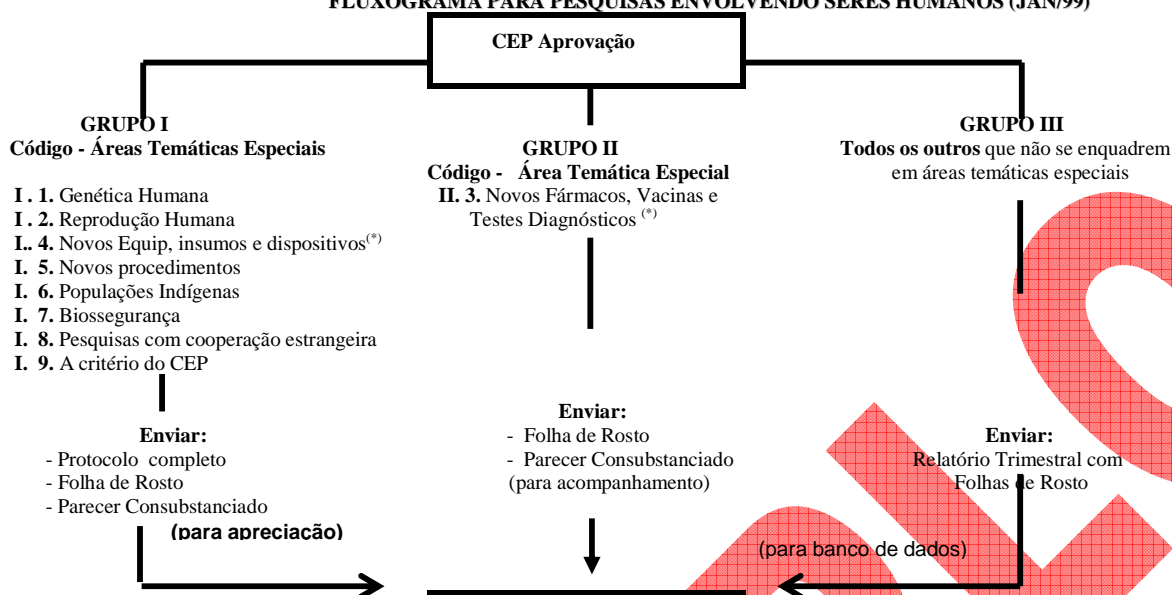 FLUXOGRAMA PARA PESQUISAS ENVOLVENDO SERES HUMANOS (JAN/99)
CEP Aprovação
GRUPO I
Código - Áreas Temáticas Especiais
I . 1. Genética Humana
I . 2. Reprodução Humana
I.. 4. Novos Equip, insumos e dispositivos(*)
I. 5. Novos procedimentos
I. 6. Populações Indígenas
I. 7. Biossegurança
I. 8. Pesquisas com cooperação estrangeira
I. 9. A critério do CEP
Enviar:
- Protocolo completo
- Folha de Rosto
- Parecer Consubstanciado
(para apreciação)
GRUPO II
Código - Área Temática Especial
II. 3. Novos Fármacos, Vacinas e
Testes Diagnósticos (*)
Enviar:
- Folha de Rosto
- Parecer Consubstanciado
(para acompanhamento)
GRUPO III
Todos os outros que não se enquadrem
em áreas temáticas especiais
Enviar:
Relatório Trimestral com
Folhas de Rosto
(para banco de dados)